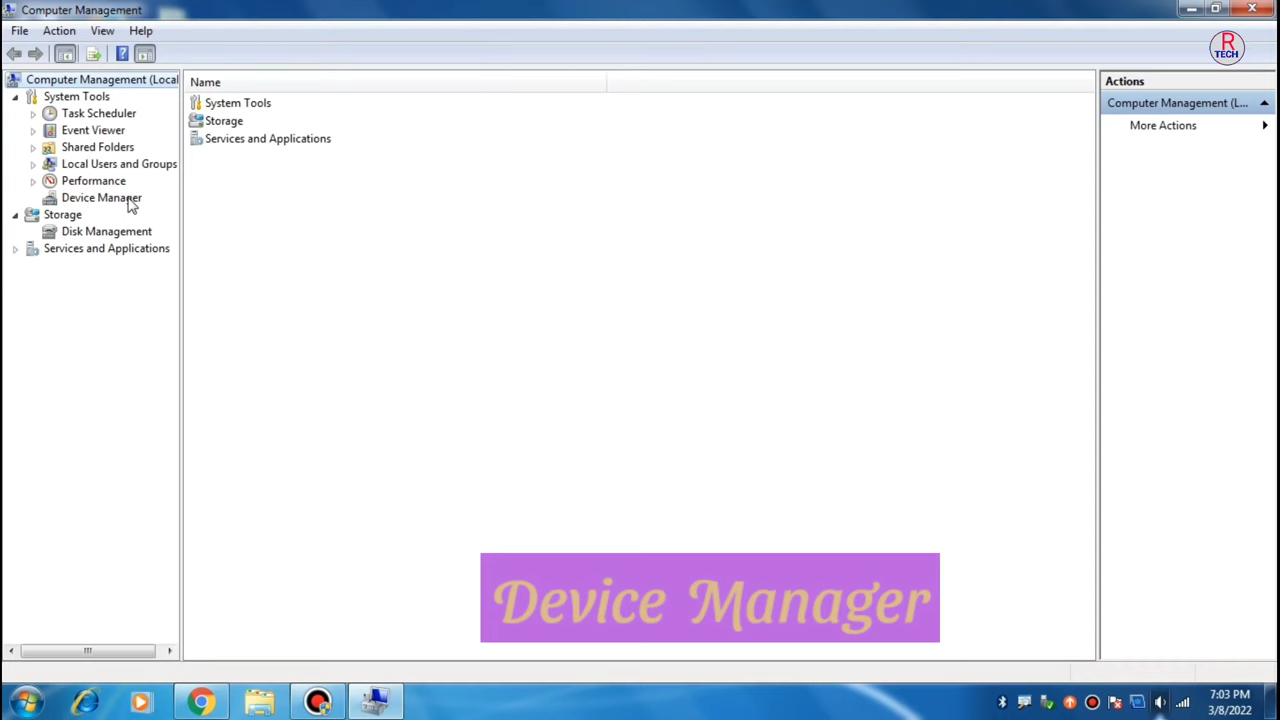 Computer Management
File Action View Help
R
TECH
Computer Management (Local
System Tools
Task Scheduler
Event Viewer
Shared Folders
Local Users and Groups
Performance
Device Manager
Storage
Disk Management
Services and Applications
Name
System Tools
Storage
Services and Applications
Actions
Computer Management (L...
More Actions
Device Manager
7:03 PM
3/8/2022